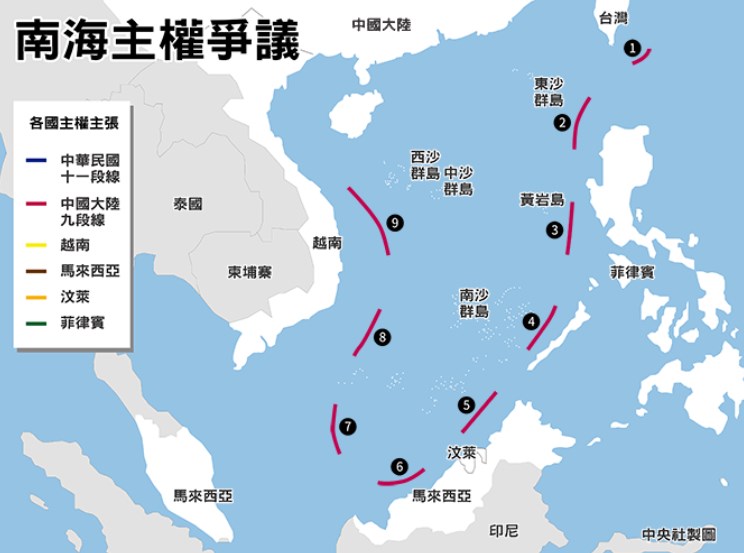 南海主權爭議
中國大陸
台灣
1
各國主權主張
中華民國
十一段線
中國大陸
九段線
越南
馬來西亞
汶萊
菲律賓
東沙
群島
2
西沙
群島
中沙
群島
黃岩島
3
泰國
9
越南
柬埔寨
菲律賓
南沙
群島
4
8
5
7
汶萊
6
馬來西亞
馬來西亞
印尼
中央社製圖